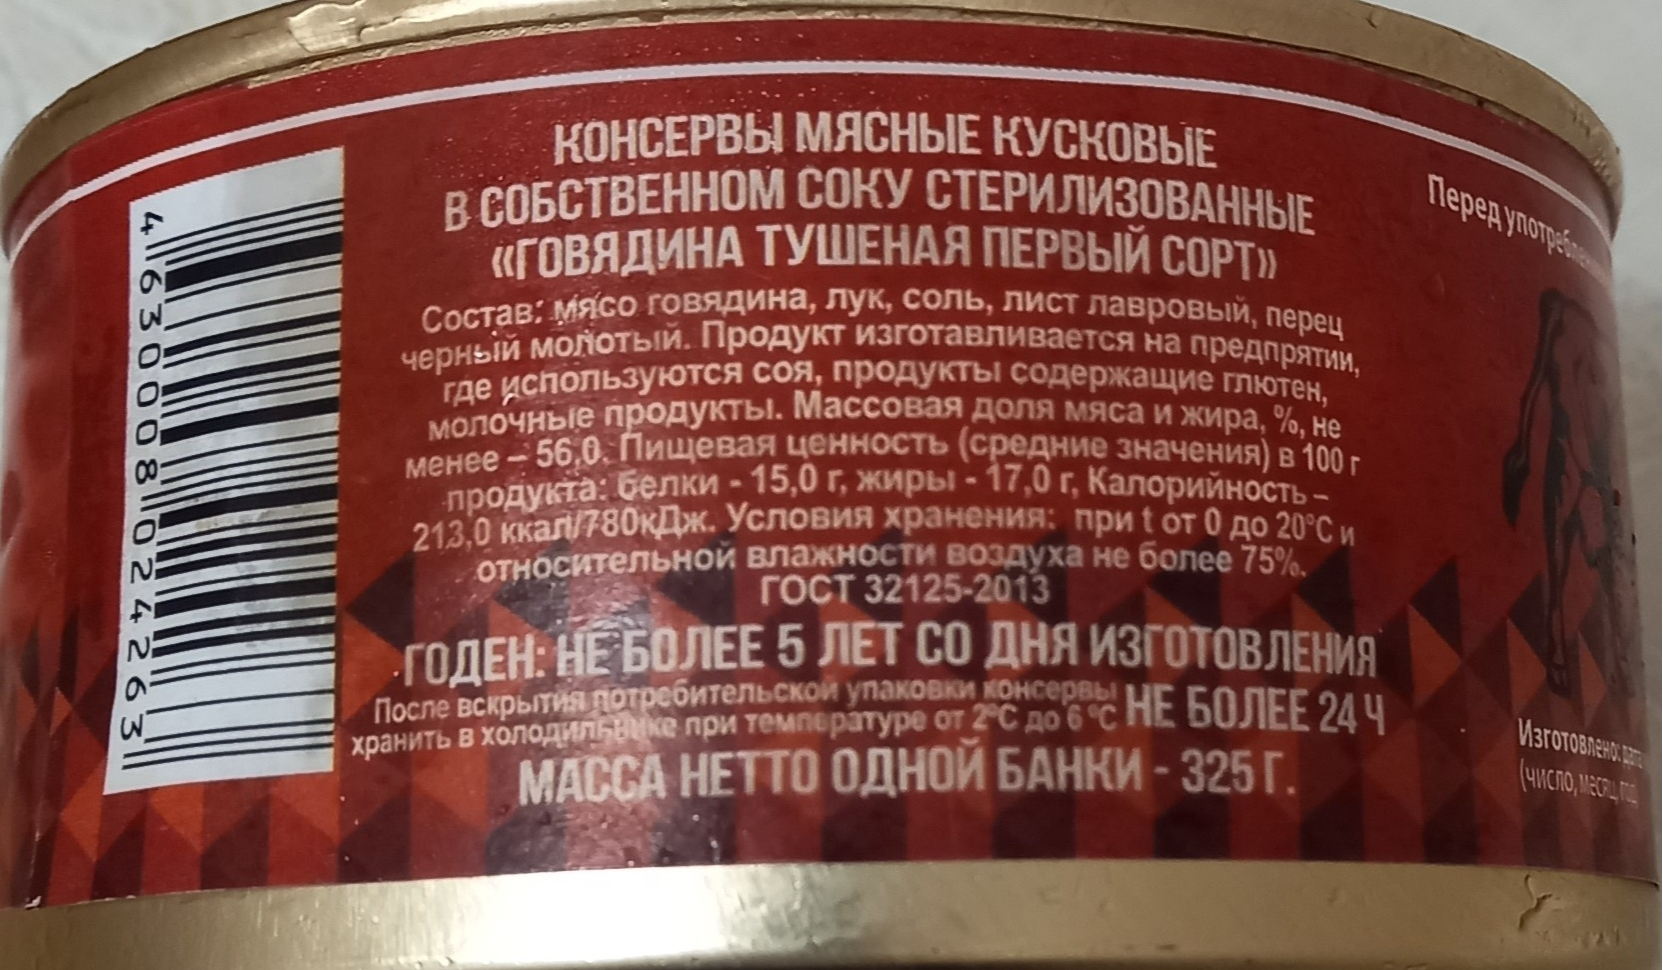 КОНСЕРВЫ МЯСНЫЕ КУСКОВЫЕ
В СОБСТВЕННОМ СОКУ СТЕРИЛИЗОВАННЫЕ
«ГОВЯДИНА ТУШЕНАЯ ПЕРВЫЙ СОРТ»
Состав: мясо говядина, лук, соль, лист лавровый, перец
черный молотый. Продукт изготавливается на предпрятии,
где используются соя, продукты содержащие глютен,
молочные продукты. Массовая доля мяса и жира, %, не
менее – 56,0. Пищевая ценность (средние значения) в 100 г
продукта: белки - 15,0 г, жиры - 17,0 г, Калорийность –
213,0 ккал/780кДж. Условия хранения: при t от 0 до 20°С и
относительной влажности воздуха не более 75%.
ГОСТ 32125-2013
ГОДЕН: НЕ БОЛЕЕ 5 ЛЕТ СО ДНЯ ИЗГОТОВЛЕНИЯ
После вскрытия потребительской упаковки консервы
хранить в холодильнике при температуре от 2°С до 6 °С НЕ БОЛЕЕ 24 Ч
МАССА НЕТТО ОДНОЙ БАНКИ - 325 Г.
4 630008 024263
Перед
Изготовлено: дата
(число, месяц, год)